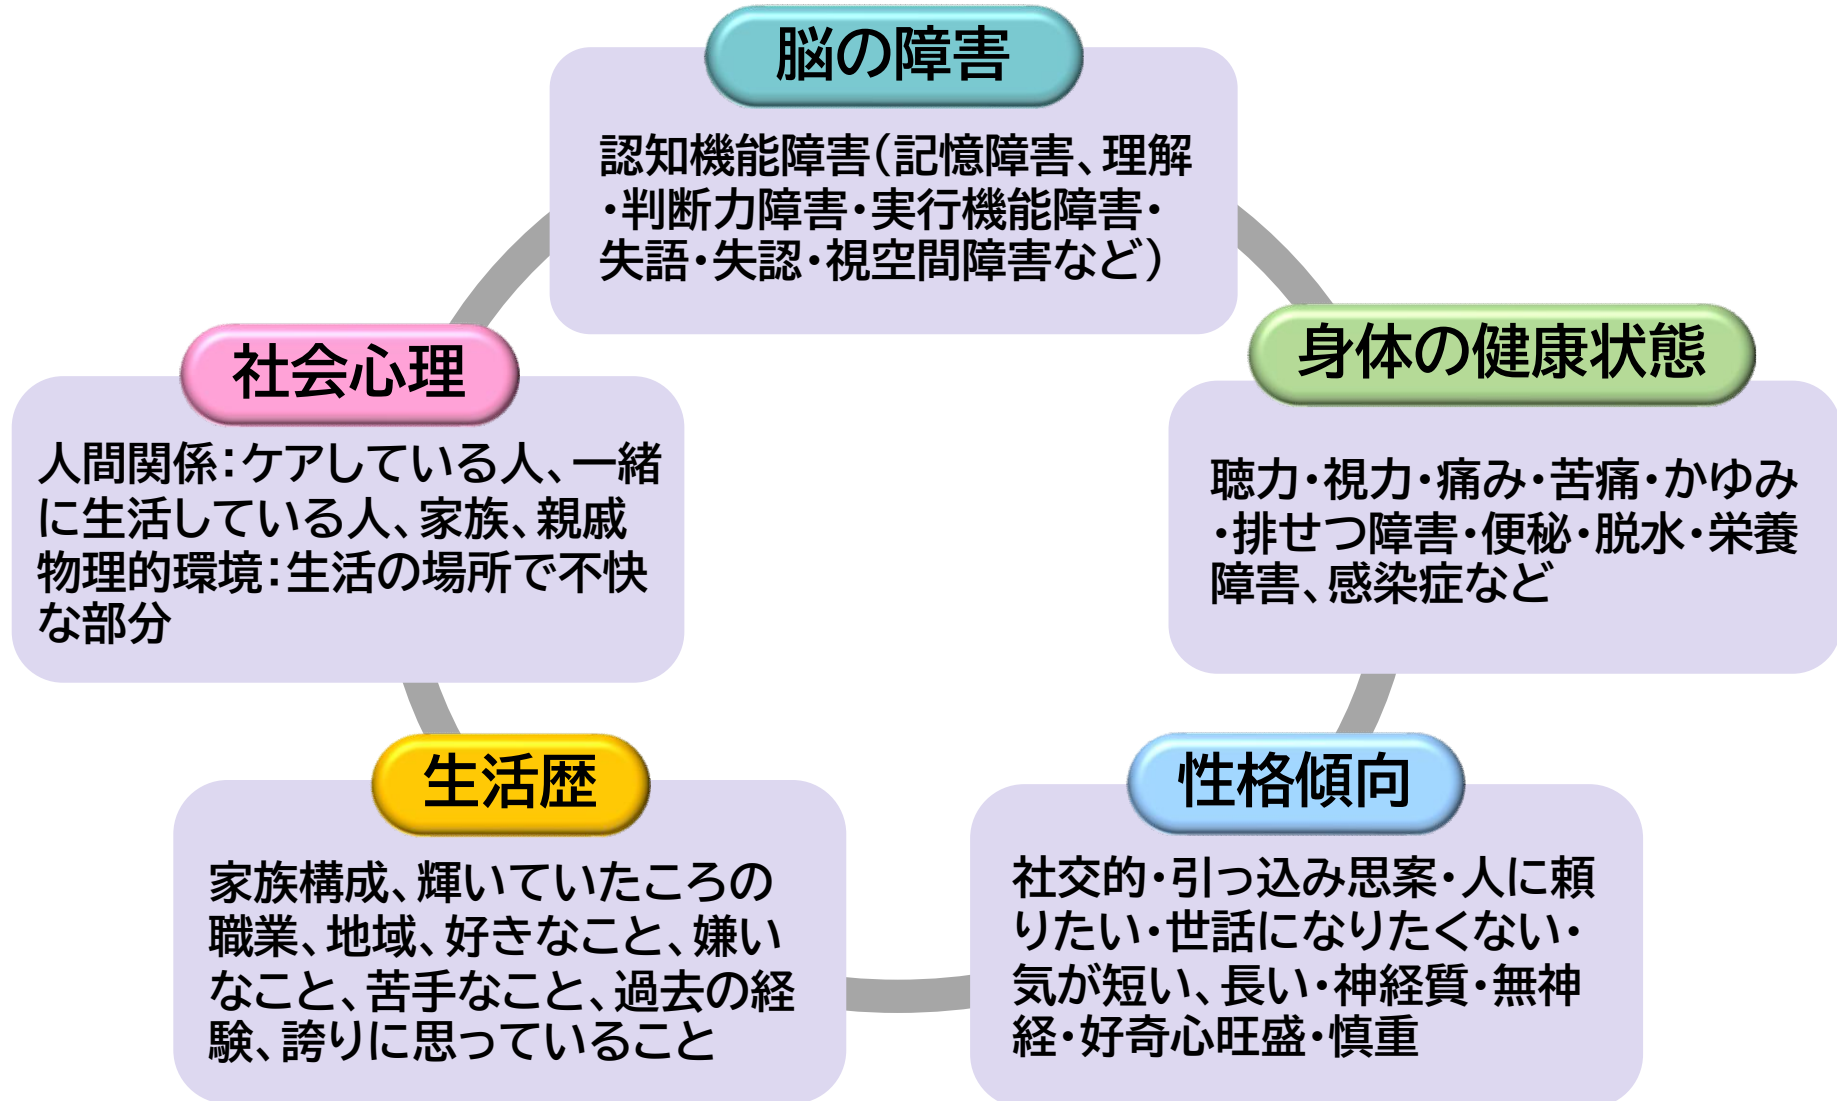 脳の障害
認知機能障害(記憶障害、理解
・判断力障害・実行機能障害・
失語・失認・視空間障害など)
社会心理
人間関係:ケアしている人、一緒
に生活している人、家族、親戚
物理的環境:生活の場所で不快
な部分
身体の健康状態
聴力・視力・痛み・苦痛・かゆみ
・排せつ障害・便秘・脱水・栄養
障害、感染症など
生活歴
家族構成、輝いていたころの
職業、地域、好きなこと、嫌い
なこと、苦手なこと、過去の経
験、誇りに思っていること
性格傾向
社交的・引っ込み思案・人に頼
りたい・世話になりたくない・
気が短い、長い・神経質・無神
経・好奇心旺盛・慎重